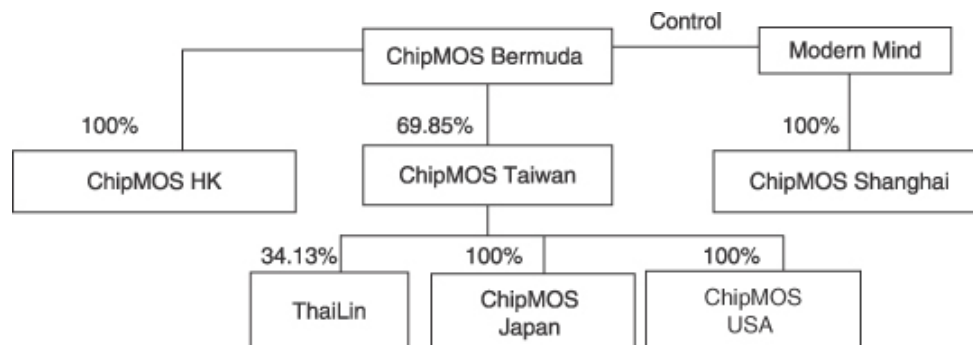 Control
ChipMOS Bermuda
Modern Mind
100%
69.85%
100%
ChipMOS HK
ChipMOS Taiwan
ChipMOS Shanghai
34.13%
100%
100%
ThaiLin
ChipMOS
Japan
ChipMOS
USA